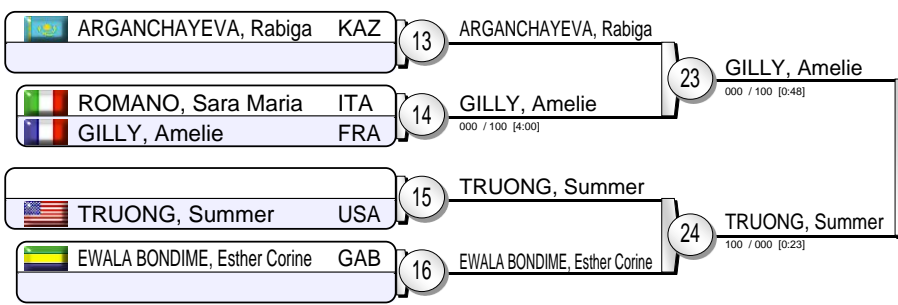 ARGANCHAYEVA, Rabiga KAZ
13
ARGANCHAYEVA, Rabiga
23
GILLY, Amelie
000 / 100 [0:48]
ROMANO, Sara Maria ITA
GILLY, Amelie FRA
14
GILLY, Amelie
000 / 100 [4:00]
TRUONG, Summer USA
15
TRUONG, Summer
24
TRUONG, Summer
100 / 000 [0:23]
EWALA BONDIME, Esther Corine GAB
16
EWALA BONDIME, Esther Corine